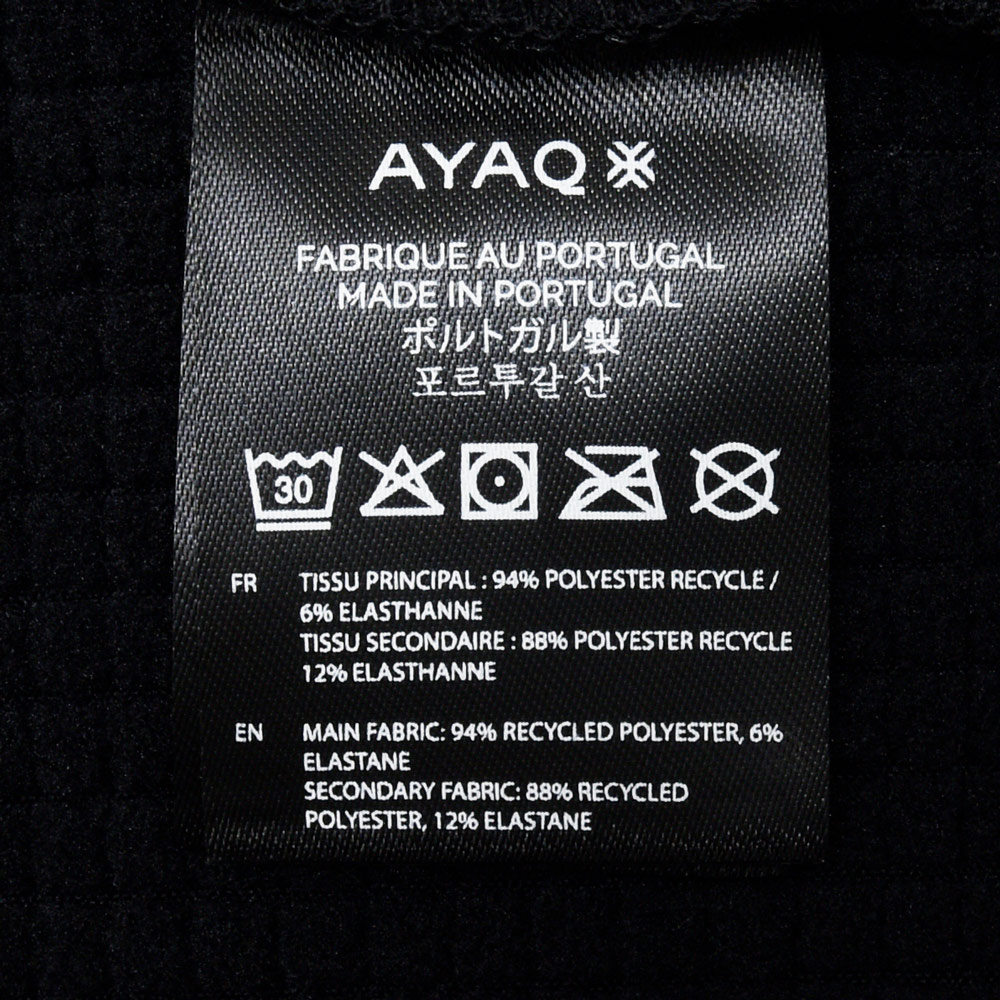 AYAQ
FABRIQUE AU PORTUGAL
MADE IN PORTUGAL
ポルトガル製
포르투갈 산
30
FR TISSU PRINCIPAL : 94% POLYESTER RECYCLE /
6% ELASTHANNE
TISSU SECONDAIRE : 88% POLYESTER RECYCLE
12% ELASTHANNE
EN MAIN FABRIC: 94% RECYCLED POLYESTER, 6%
ELASTANE
SECONDARY FABRIC: 88% RECYCLED
POLYESTER, 12% ELASTANE